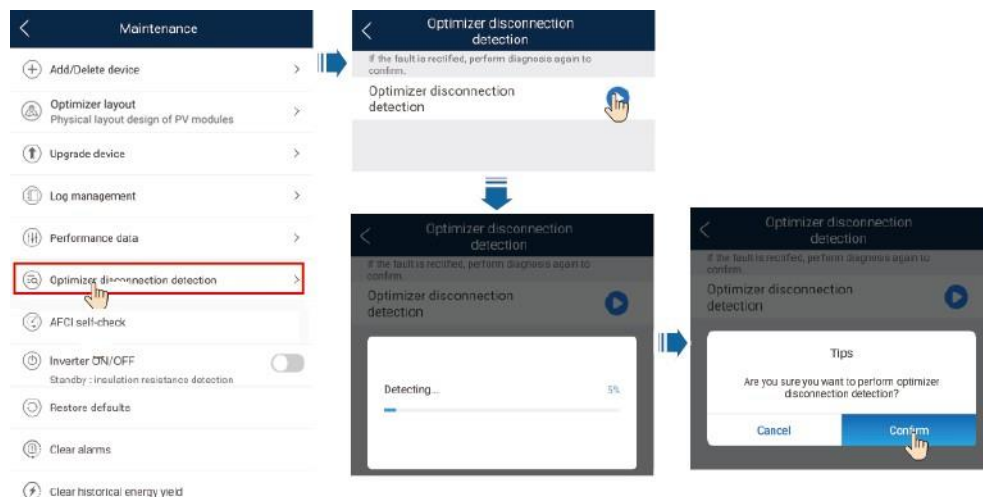 Maintenance
Add/Delete device
Optimizer layout
Physical layout design of PV modules
Upgrade device
Log management
Performance data
Optimizer disconnection detection
AFCI self-check
Inverter ON/OFF
Standby : insulation resistance detection
Restore defaults
Clear alarms
Clear historical energy yield
Optimizer disconnection
detection
If the fault is rectified, perform diagnosis again to
confirm.
Optimizer disconnection
detection
Optimizer disconnection
detection
If the fault is rectified, perform diagnosis again to
confirm.
Optimizer disconnection
detection
Detecting...
5%
Optimizer disconnection
detection
If the fault is rectified, perform diagnosis again to
confirm.
Optimizer disconnection
detection
Tips
Are you sure you want to perform optimizer
disconnection detection?
Cancel
Confirm